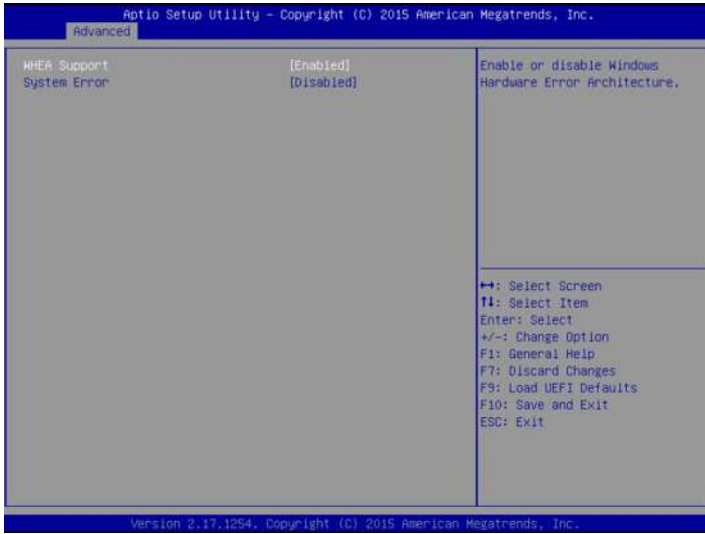 Aptio Setup Utility – Copyright (C) 2015 American Megatrends, Inc.
Advanced
WHEA Support [Enabled]
System Error [Disabled]
Enable or disable Windows
Hardware Error Architecture.
↔: Select Screen
↑↓: Select Item
Enter: Select
+/-: Change Option
F1: General Help
F7: Discard Changes
F9: Load UEFI Defaults
F10: Save and Exit
ESC: Exit
Version 2.17.1254. Copyright (C) 2015 American Megatrends, Inc.